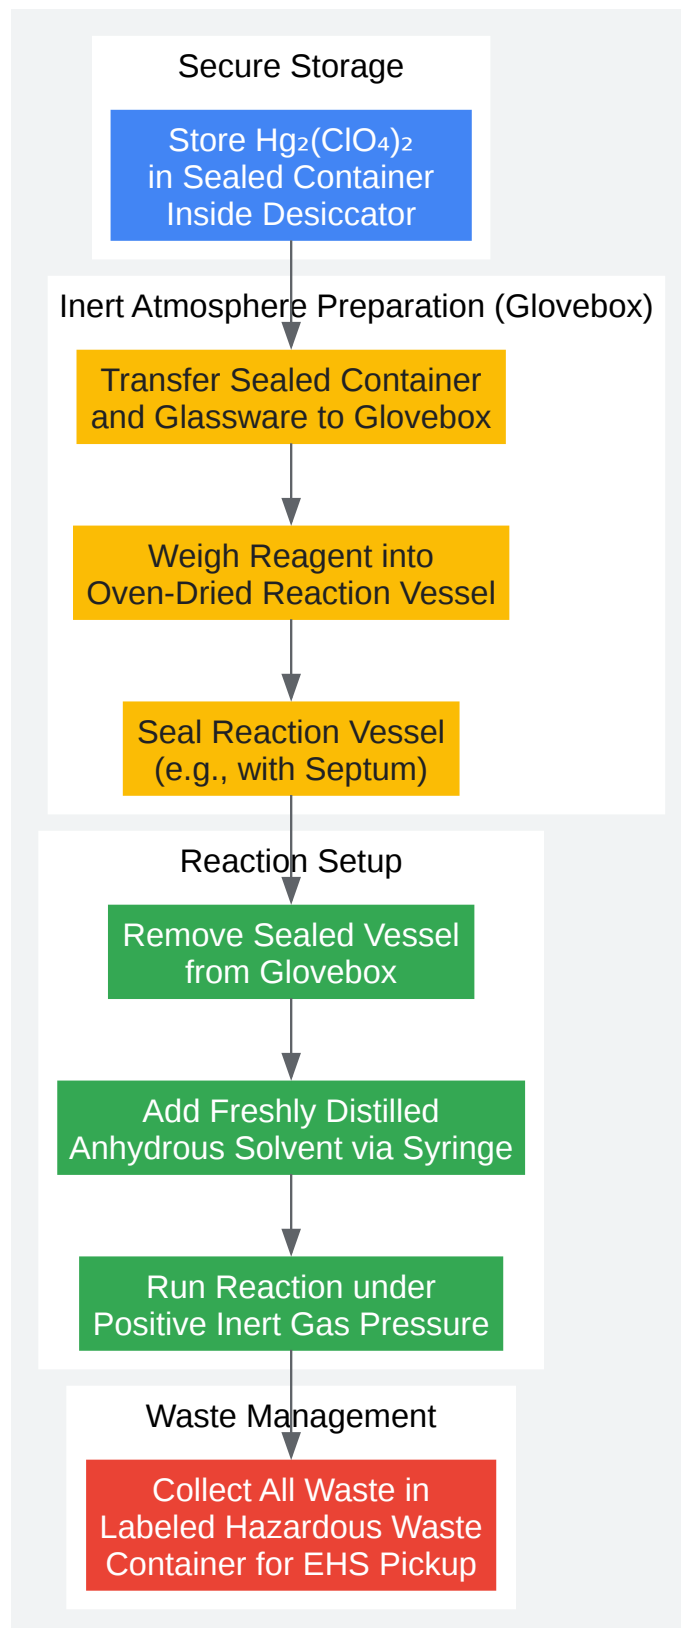 Secure Storage
Store Hg₂(ClO₄)₂
in Sealed Container
Inside Desiccator
Inert Atmosphere Preparation (Glovebox)
Transfer Sealed Container
and Glassware to Glovebox
Weigh Reagent into
Oven-Dried Reaction Vessel
Seal Reaction Vessel
(e.g., with Septum)
Reaction Setup
Remove Sealed Vessel
from Glovebox
Add Freshly Distilled
Anhydrous Solvent via Syringe
Run Reaction under
Positive Inert Gas Pressure
Waste Management
Collect All Waste in
Labeled Hazardous Waste
Container for EHS Pickup